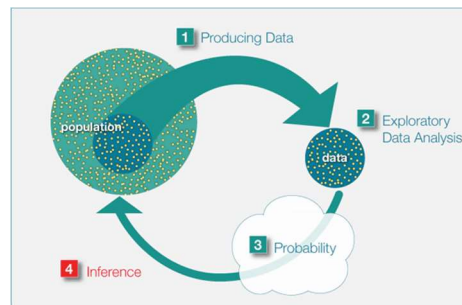 1 Producing Data
population
2 Exploratory
Data Analysis
data
3 Probability
4 Inference